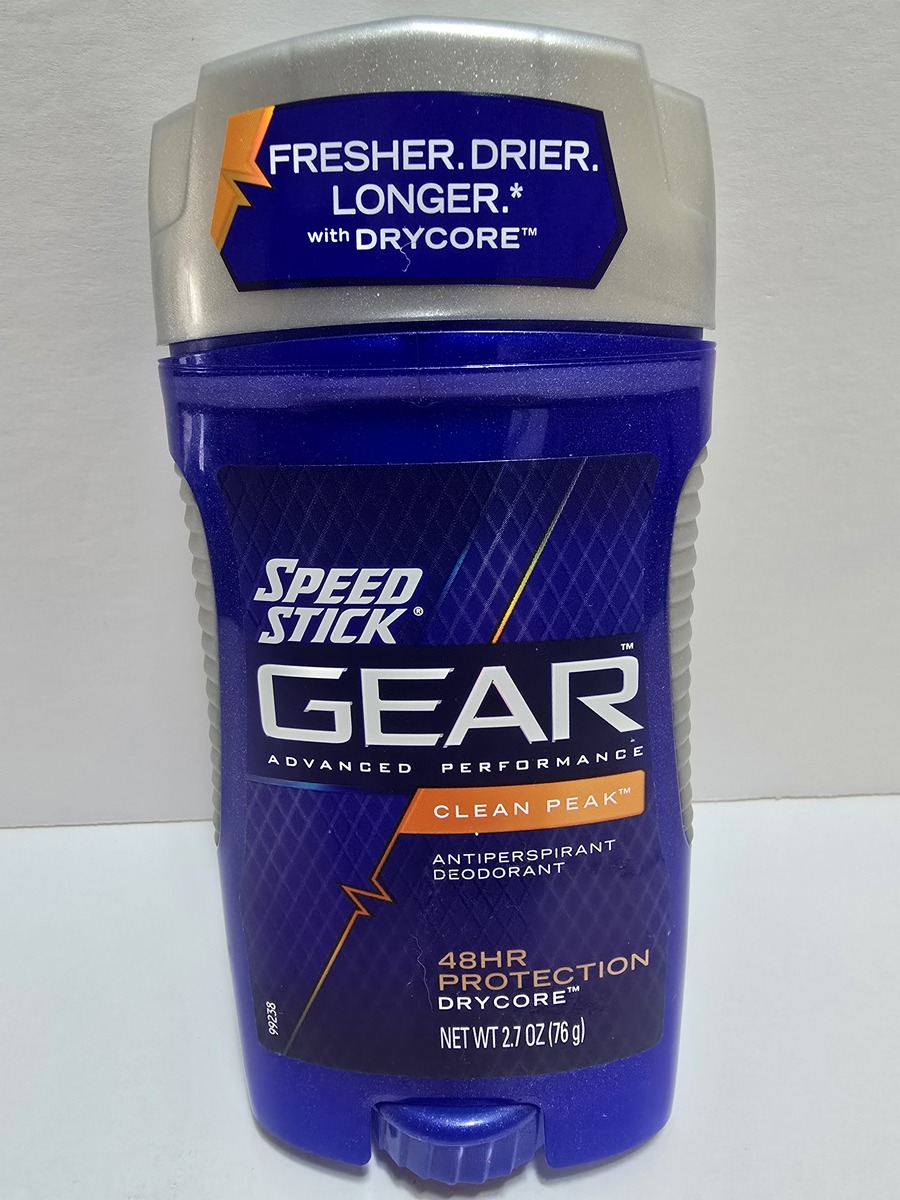 FRESHER. DRIER.
LONGER.*
with DRYCORE™
SPEED
STICK®
GEAR™
ADVANCED PERFORMANCE
CLEAN PEAK™
ANTIPERSPIRANT
DEODORANT
48HR
PROTECTION
DRYCORE™
NET WT 2.7 OZ (76 g)
99238